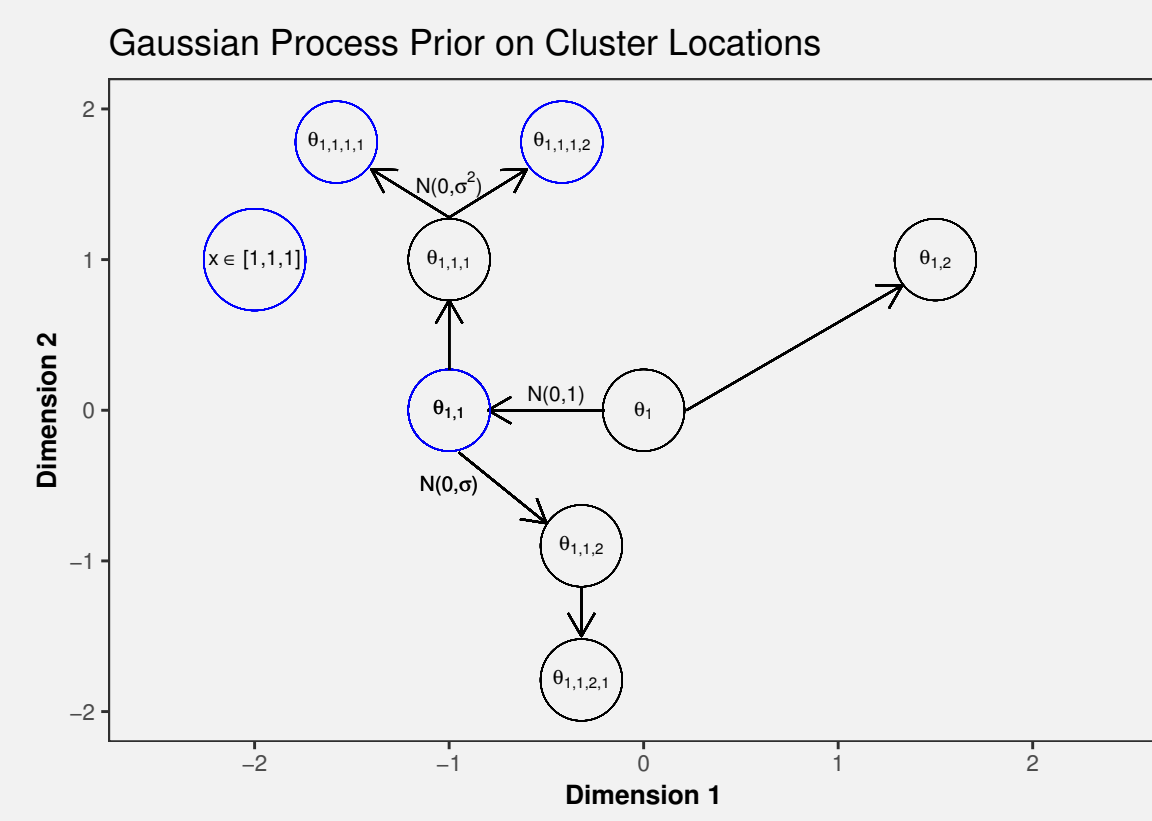 Gaussian Process Prior on Cluster Locations
2
θ1,1,1,1
θ1,1,1,2
N(0,σ²)
1
x ∈ [1,1,1]
θ1,1,1
θ1,2
Dimension 2
0
θ1,1
N(0,1)
θ1
N(0,σ)
θ1,1,2
−1
θ1,1,2,1
−2
−2
−1
0
1
2
Dimension 1